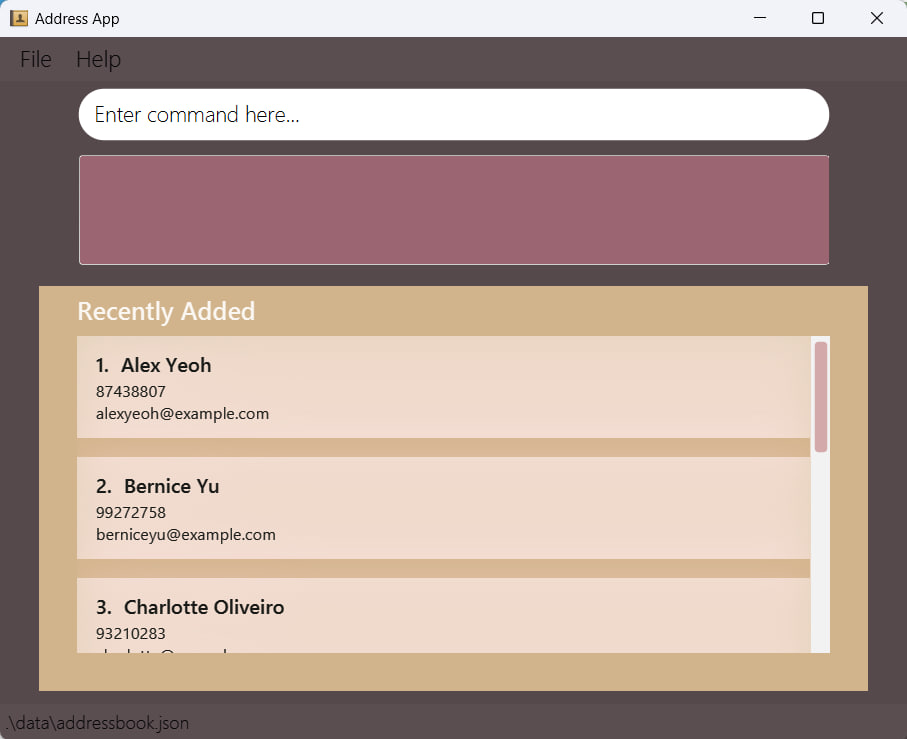 Address App
File Help
Enter command here...
Recently Added
1. Alex Yeoh
87438807
alexyeoh@example.com
2. Bernice Yu
99272758
berniceyu@example.com
3. Charlotte Oliveiro
93210283
.\data\addressbook.json